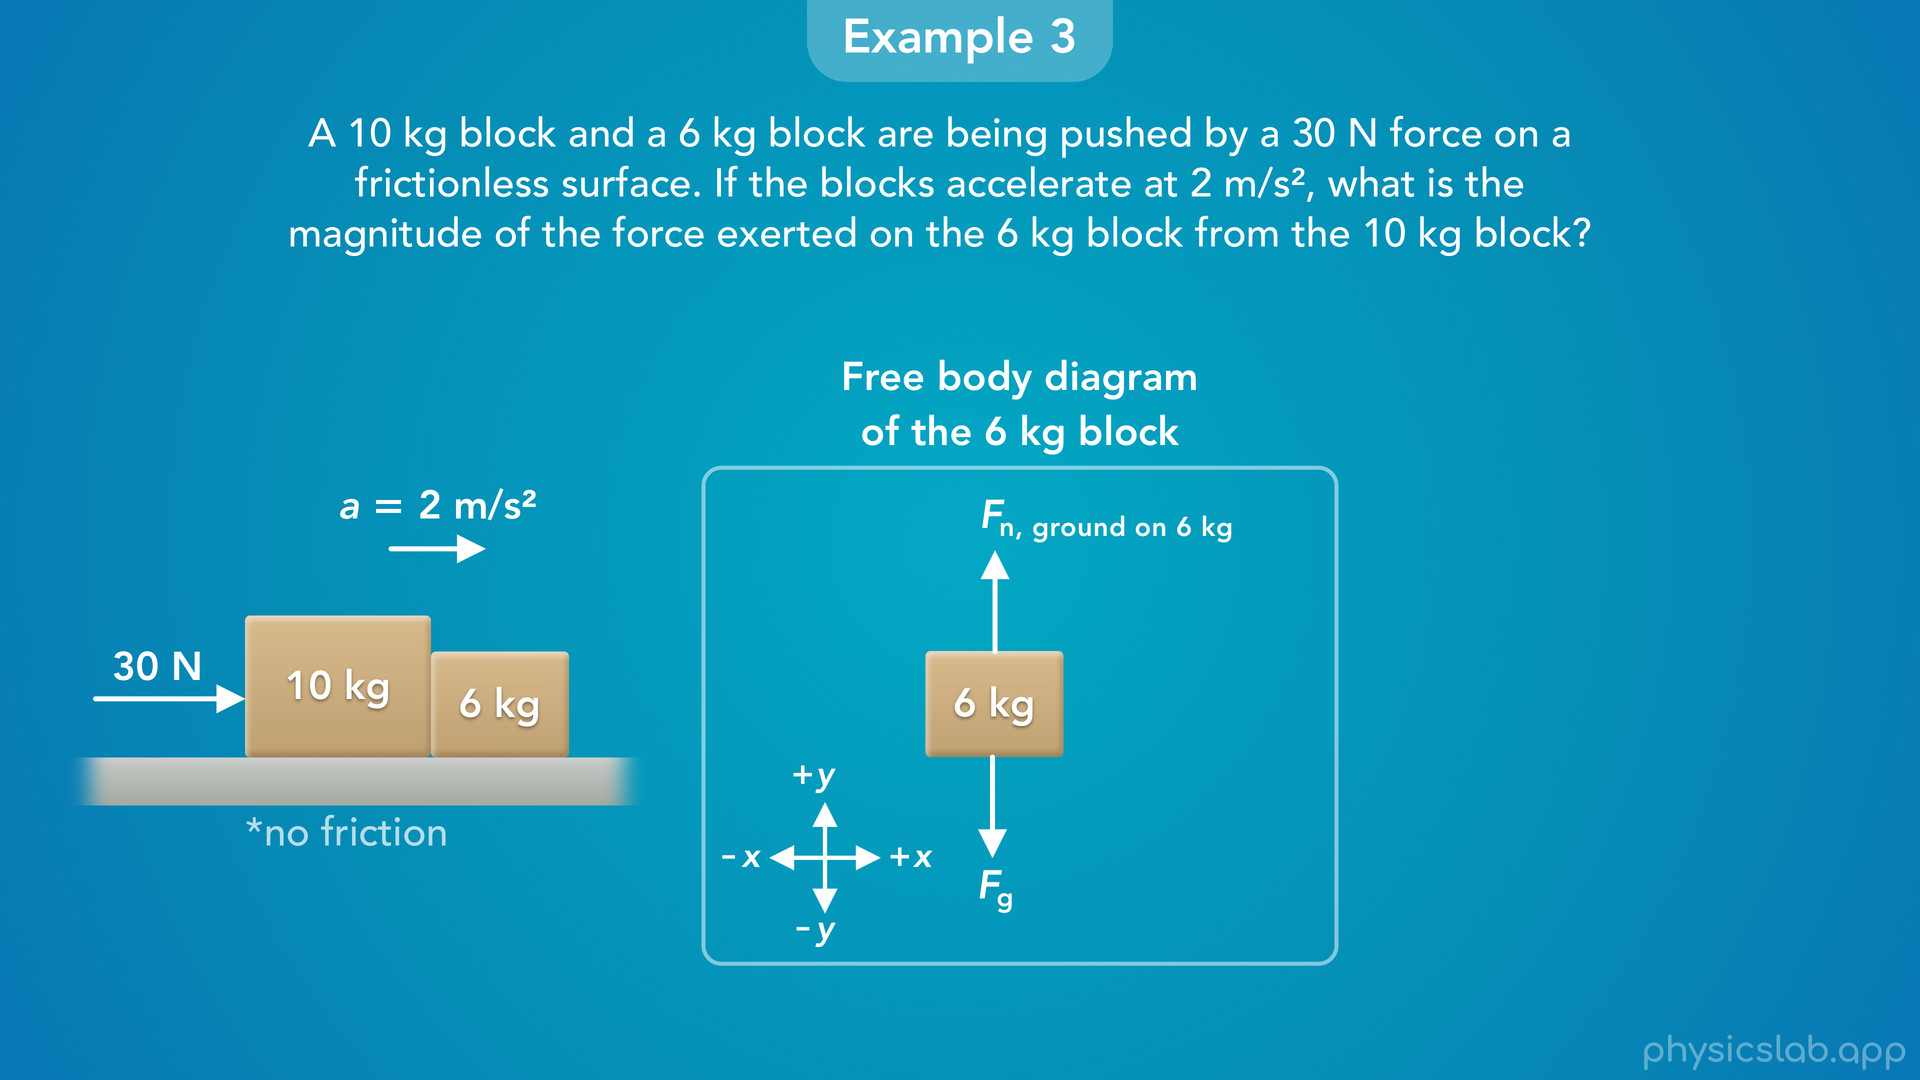 Example 3
A 10 kg block and a 6 kg block are being pushed by a 30 N force on a
frictionless surface. If the blocks accelerate at 2 m/s², what is the
magnitude of the force exerted on the 6 kg block from the 10 kg block?
a = 2 m/s²
30 N
10 kg
6 kg
*no friction
Free body diagram
of the 6 kg block
Fn, ground on 6 kg
6 kg
Fg
+y
-x
+x
-y
physicslab.app